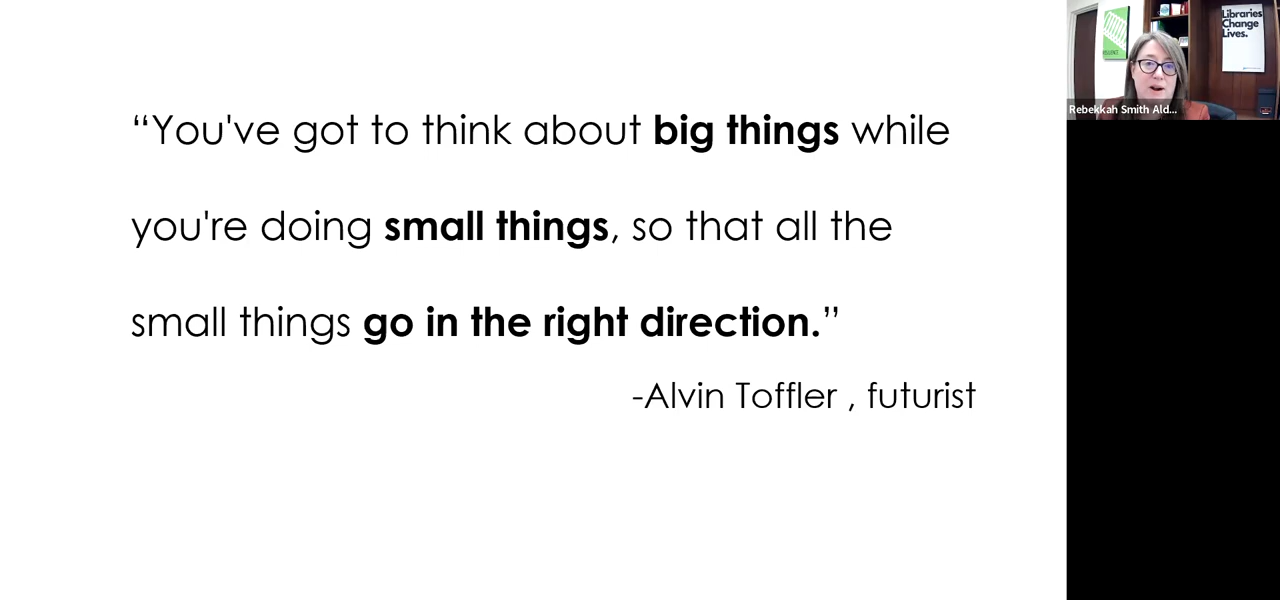 “You've got to think about big things while
you're doing small things, so that all the
small things go in the right direction.”
-Alvin Toffler , futurist
Libraries
Change
Lives.
Rebekkah Smith Ald...